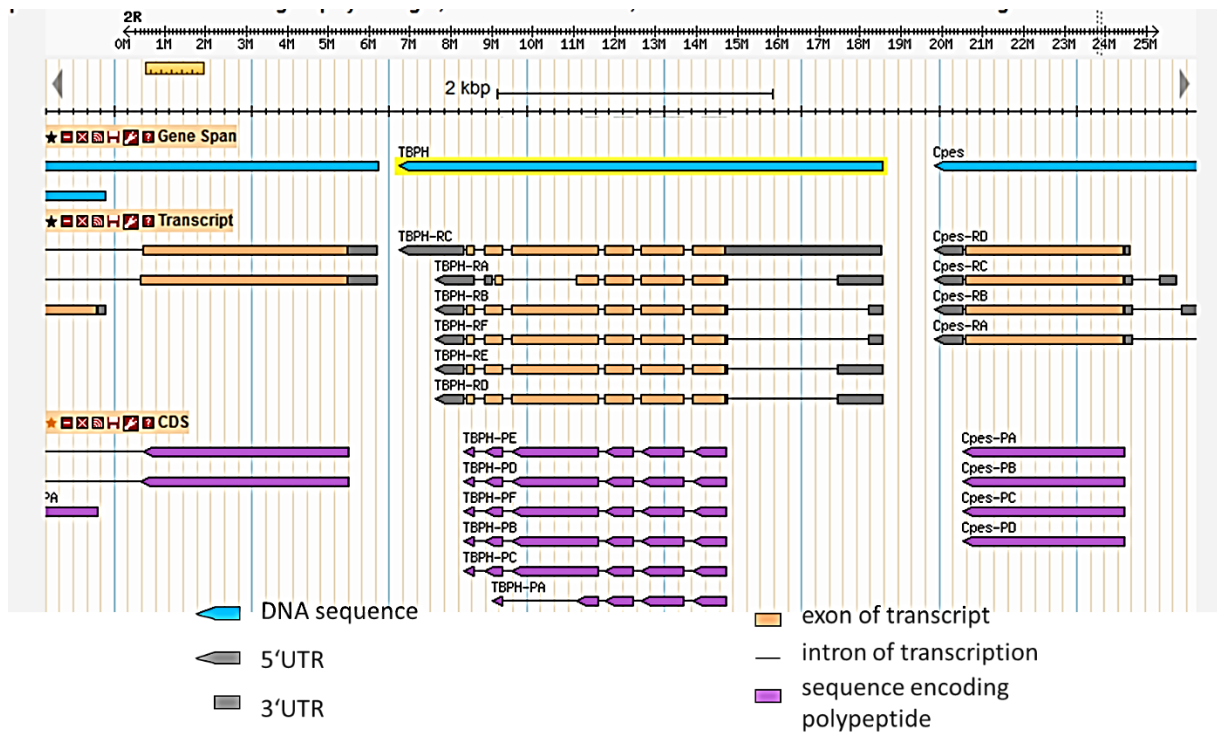 2R
0M 1M 2M 3M 4M 5M 6M 7M 8M 9M 10M 11M 12M 13M 14M 15M 16M 17M 18M 19M 20M 21M 22M 23M 24M 25M
2 kbp
Gene Span
TBPH
Cpes
Transcript
TBPH-RC
Cpes-RD
TBPH-RA
Cpes-RC
TBPH-RB
Cpes-RB
TBPH-RF
Cpes-RA
TBPH-RE
TBPH-RD
CDS
TBPH-PE
Cpes-PA
TBPH-PD
Cpes-PB
PA
TBPH-PF
Cpes-PC
TBPH-PB
Cpes-PD
TBPH-PC
TBPH-PA
DNA sequence
5‘UTR
3‘UTR
exon of transcript
intron of transcription
sequence encoding
polypeptide